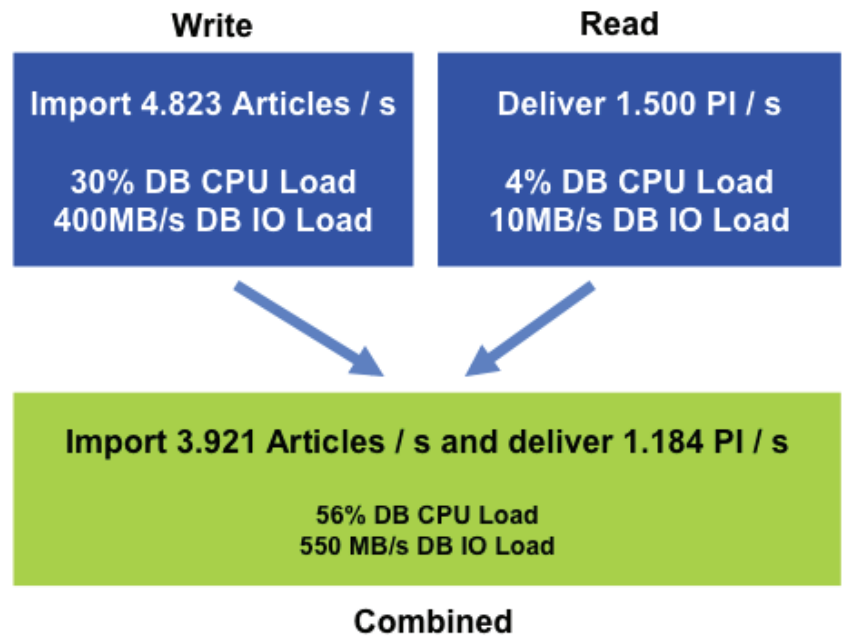 Write
Import 4.823 Articles / s
30% DB CPU Load
400MB/s DB IO Load
Read
Deliver 1.500 PI / s
4% DB CPU Load
10MB/s DB IO Load
Import 3.921 Articles / s and deliver 1.184 PI / s
56% DB CPU Load
550 MB/s DB IO Load
Combined